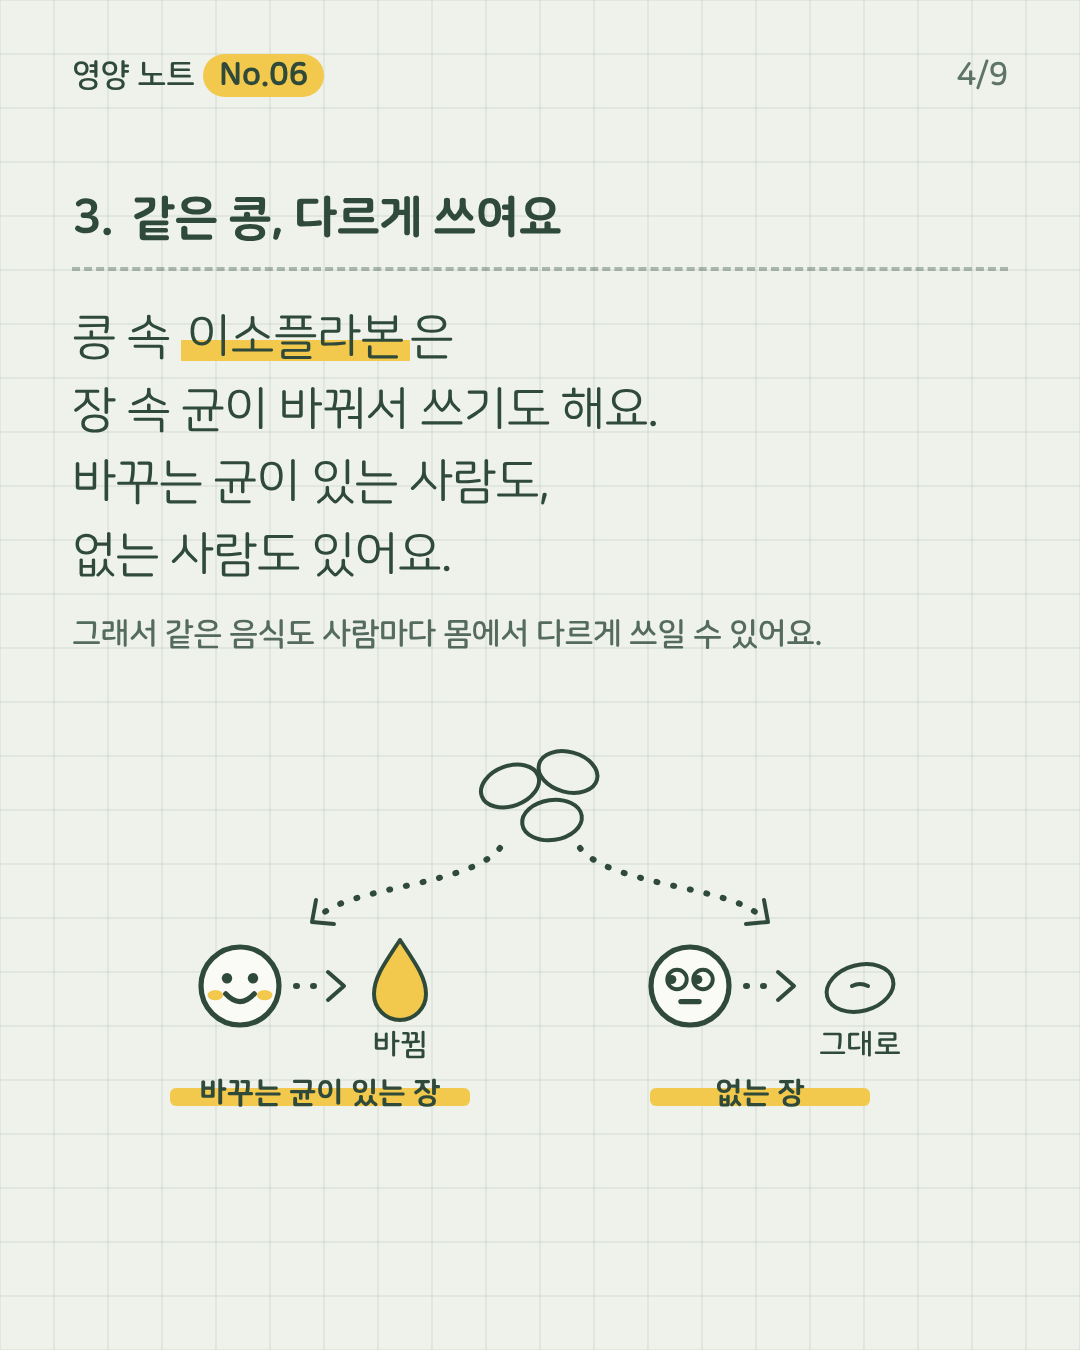 영양 노트 No.06
4/9
3. 같은 콩, 다르게 쓰여요
콩 속 이소플라본은
장 속 균이 바꿔서 쓰기도 해요.
바꾸는 균이 있는 사람도,
없는 사람도 있어요.
그래서 같은 음식도 사람마다 몸에서 다르게 쓰일 수 있어요.
바뀜
그대로
바꾸는 균이 있는 장
없는 장